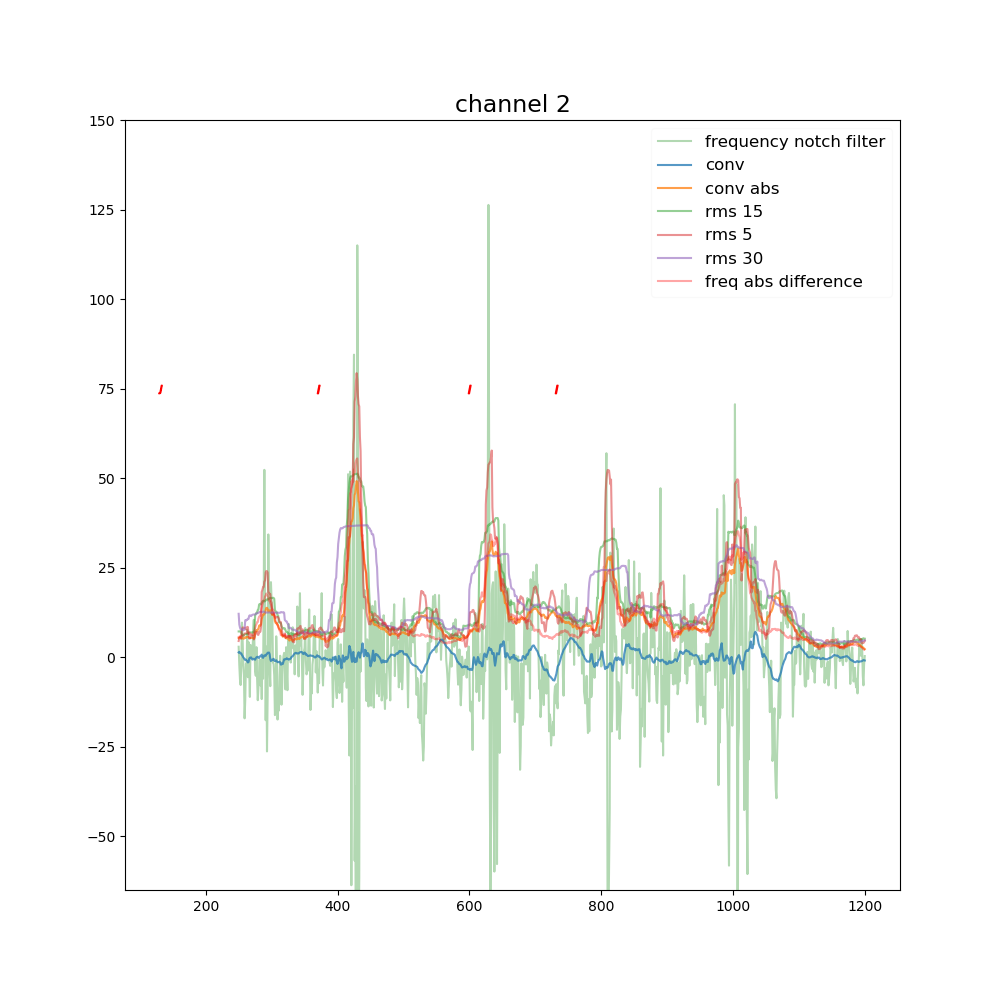 channel 2
150
125
100
75
50
25
0
−25
−50
frequency notch filter
conv
conv abs
rms 15
rms 5
rms 30
freq abs difference
200 400 600 800 1000 1200